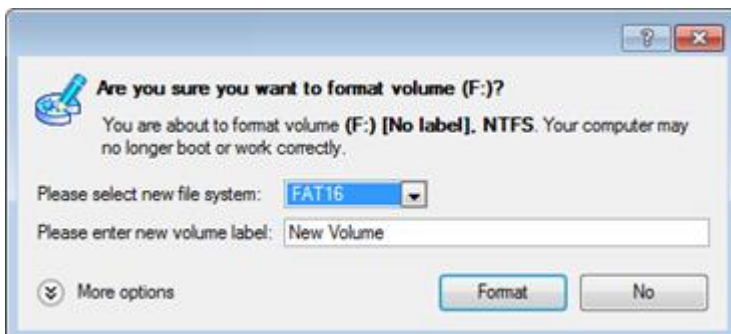 Are you sure you want to format volume (F:)?
You are about to format volume (F:) [No label], NTFS. Your computer may
no longer boot or work correctly.
Please select new file system: FAT16
Please enter new volume label: New Volume
More options Format No